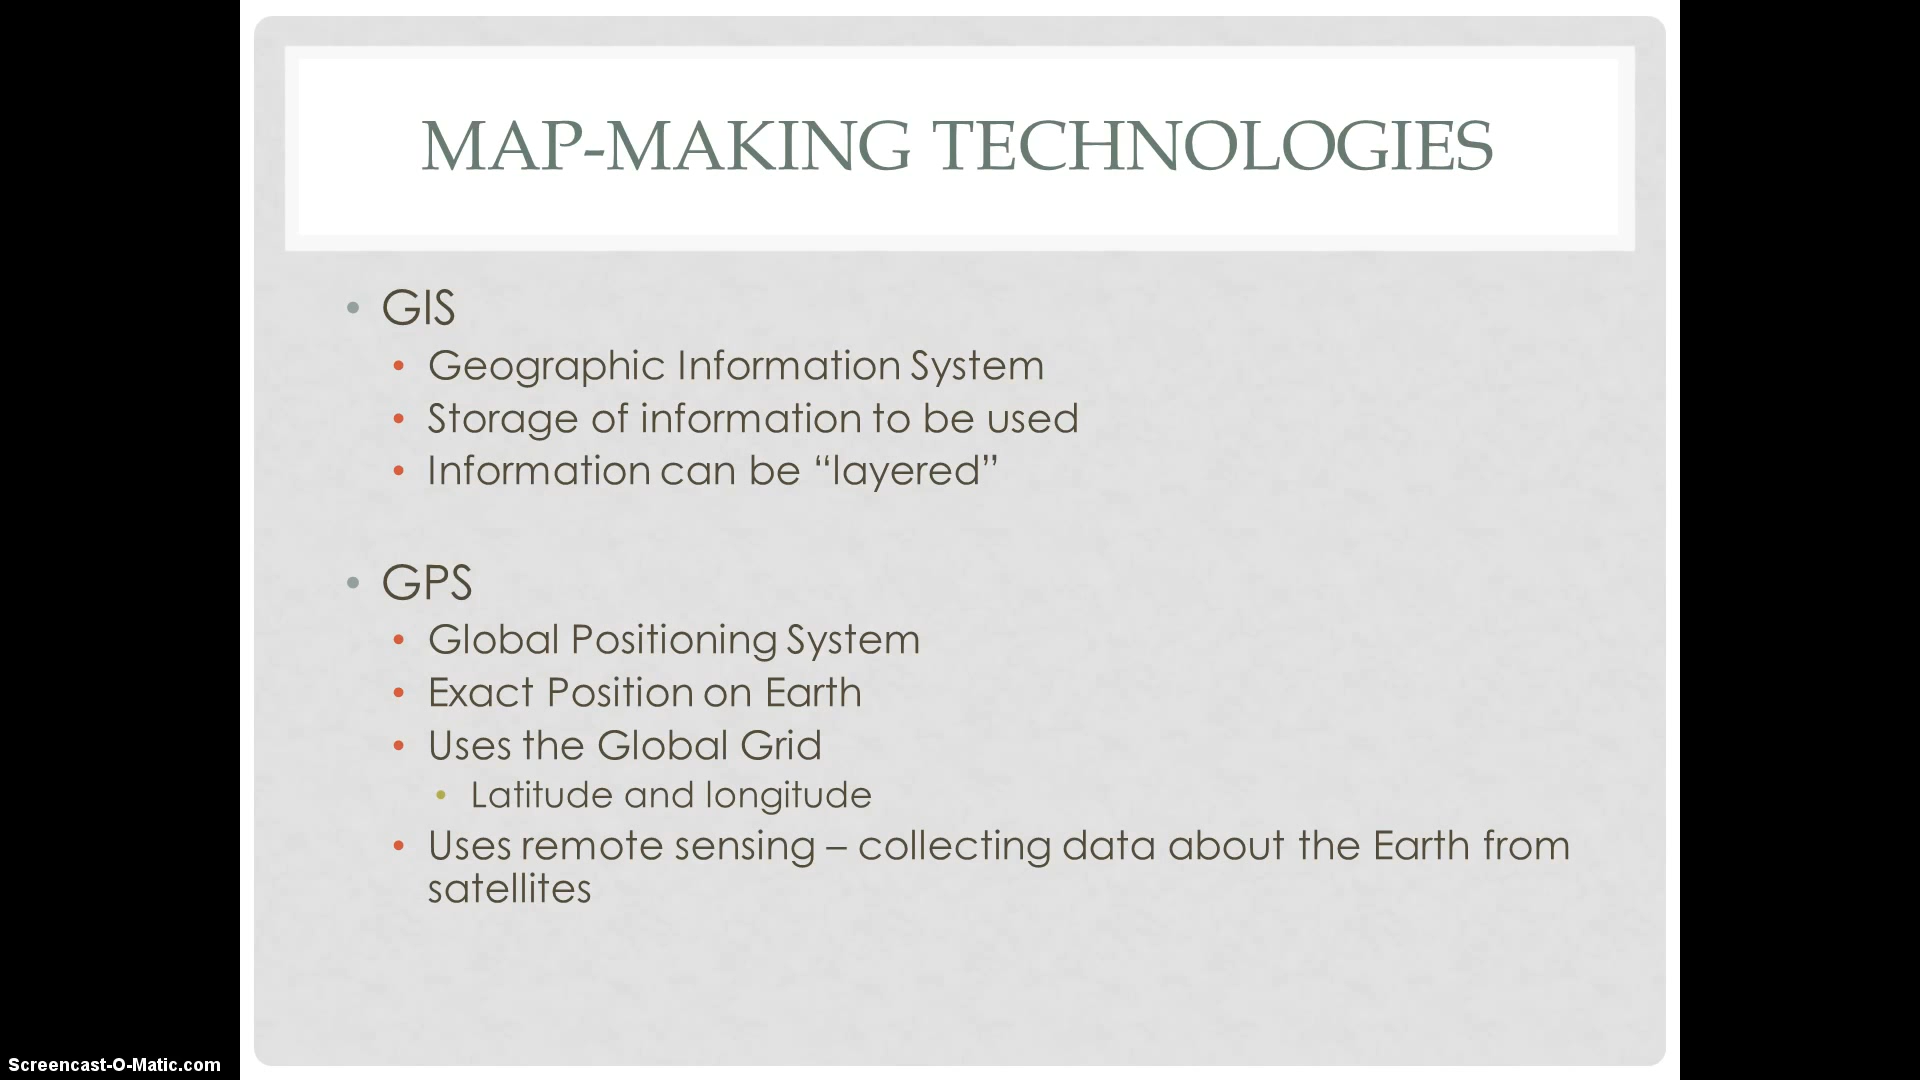 MAP-MAKING TECHNOLOGIES
• GIS
• Geographic Information System
• Storage of information to be used
• Information can be “layered”
• GPS
• Global Positioning System
• Exact Position on Earth
• Uses the Global Grid
• Latitude and longitude
• Uses remote sensing – collecting data about the Earth from
satellites
Screencast-O-Matic.com